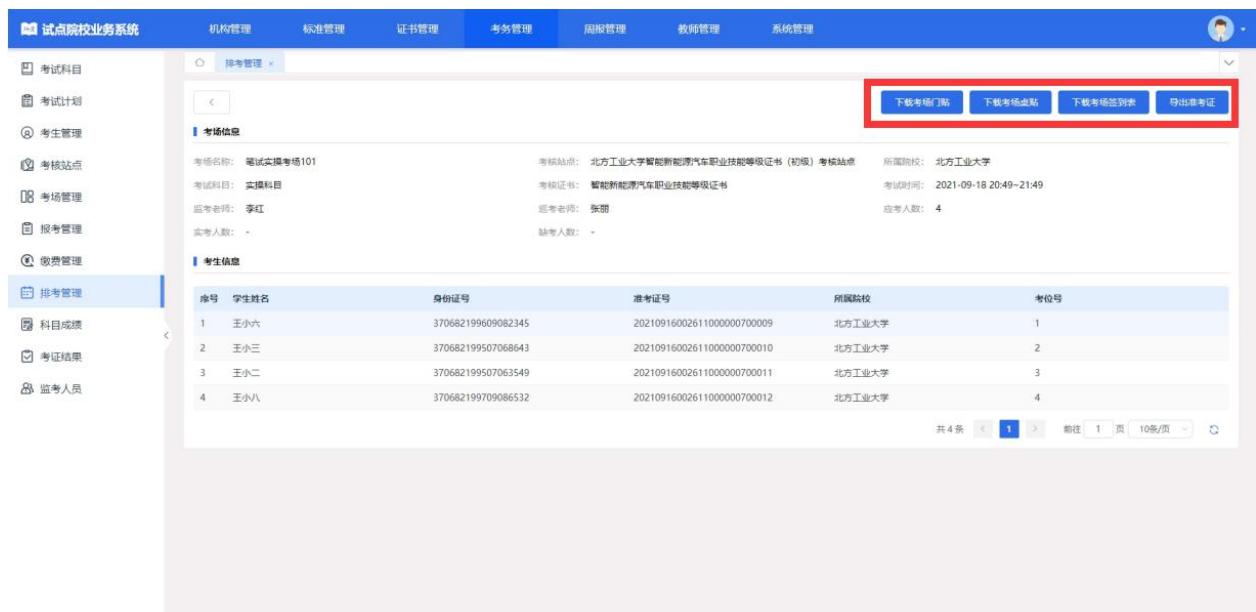 试点院校业务系统 机构管理 标准管理 证书管理 考务管理 周报管理 教师管理 系统管理
考试科目
考试计划
考生管理
考核站点
考场管理
报考管理
缴费管理
排考管理
科目成绩
考证结果
监考人员
排考管理 ×
下载考场门贴 下载考场桌贴 下载考场签到表 导出准考证
考场信息
考场名称: 笔试实操考场101 考核站点: 北方工业大学智能新能源汽车职业技能等级证书（初级）考核站点 所属院校: 北方工业大学
考试科目: 实操科目 考核证书: 智能新能源汽车职业技能等级证书 考试时间: 2021-09-18 20:49~21:49
监考老师: 李红 巡考老师: 张丽 应考人数: 4
实考人数: - 缺考人数: -
考生信息
序号 学生姓名 身份证号 准考证号 所属院校 考位号
1 王小六 370682199609082345 20210916002611000000700009 北方工业大学 1
2 王小三 370682199507068643 20210916002611000000700010 北方工业大学 2
3 王小二 370682199507063549 20210916002611000000700011 北方工业大学 3
4 王小八 370682199709086532 20210916002611000000700012 北方工业大学 4
共4条 < 1 > 前往 1 页 10条/页